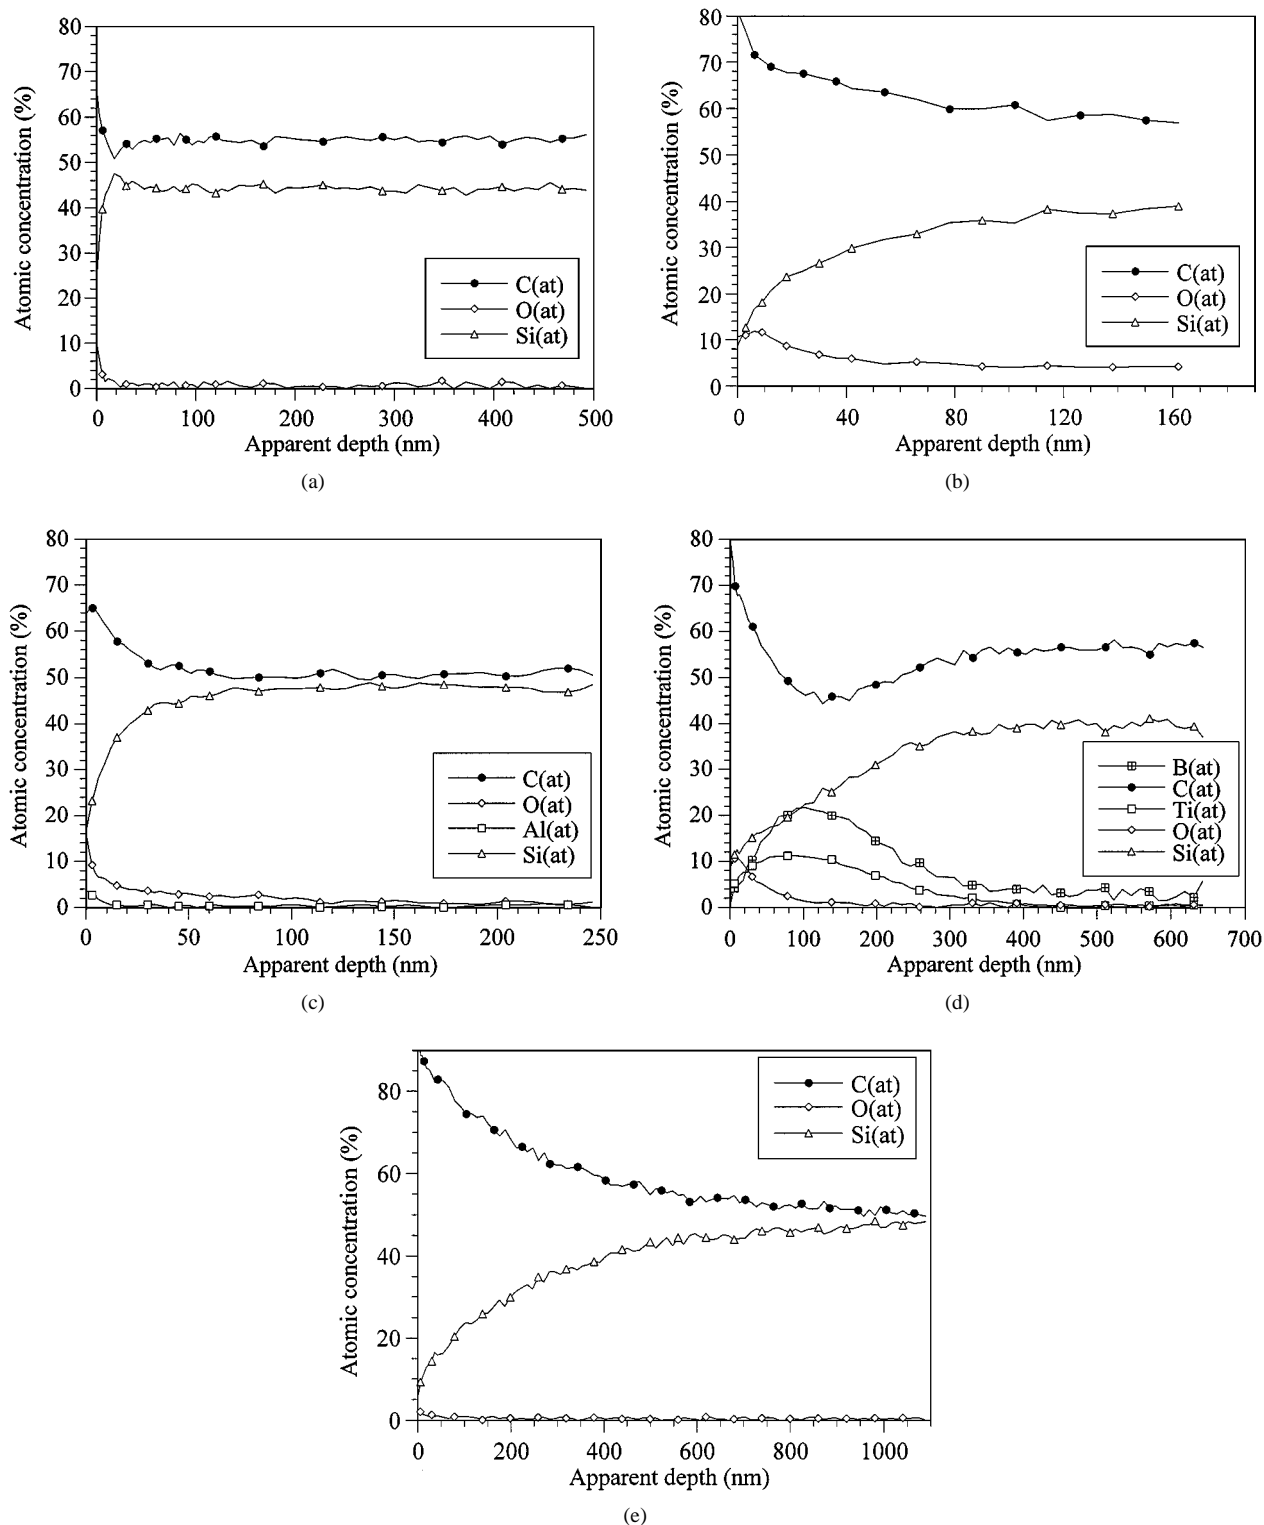 80
70
60
50
40
30
20
10
0
Atomic concentration (%)
C(at)
O(at)
Si(at)
0 100 200 300 400 500
Apparent depth (nm)
(a)
80
70
60
50
40
30
20
10
0
Atomic concentration (%)
C(at)
O(at)
Si(at)
0 40 80 120 160
Apparent depth (nm)
(b)
80
70
60
50
40
30
20
10
0
Atomic concentration (%)
C(at)
O(at)
Al(at)
Si(at)
0 50 100 150 200 250
Apparent depth (nm)
(c)
80
70
60
50
40
30
20
10
0
Atomic concentration (%)
B(at)
C(at)
Ti(at)
O(at)
Si(at)
0 100 200 300 400 500 600 700
Apparent depth (nm)
(d)
80
60
40
20
0
Atomic concentration (%)
C(at)
O(at)
Si(at)
0 200 400 600 800 1000
Apparent depth (nm)
(e)